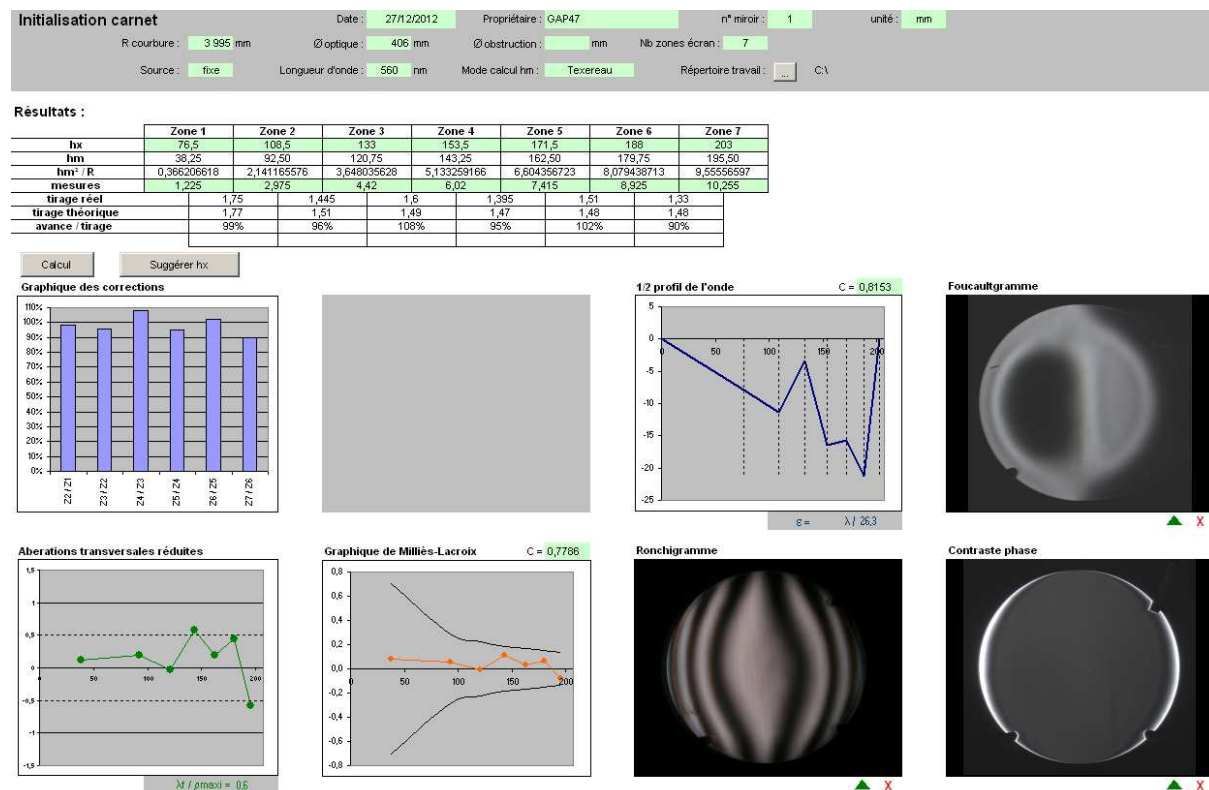 Initialisation carnet Date : 27/12/2012 Propriétaire : GAP47 n° miroir : 1 unité : mm
R courbure : 3 995 mm Ø optique : 406 mm Ø obstruction : mm Nb zones écran : 7
Source : fixe Longueur d'onde : 560 nm Mode calcul hm : Texereau Répertoire travail : ... C:\
Résultats :
Zone 1 Zone 2 Zone 3 Zone 4 Zone 5 Zone 6 Zone 7
hx 76,5 108,5 133 153,5 171,5 188 203
hm 38,25 92,50 120,75 143,25 162,50 179,75 195,50
hm² / R 0,366206618 2,141165576 3,648035628 5,133259166 6,604356723 8,079438713 9,55556597
mesures 1,225 2,975 4,42 6,02 7,415 8,925 10,255
tirage réel 1,75 1,445 1,6 1,395 1,51 1,33
tirage théorique 1,77 1,51 1,49 1,47 1,48 1,48
avance / tirage 99% 96% 108% 95% 102% 90%
Calcul Suggérer hx
Graphique des corrections
110%
100%
90%
80%
70%
60%
50%
40%
30%
20%
10%
0%
Z2 / Z1 Z3 / Z2 Z4 / Z3 Z5 / Z4 Z6 / Z5 Z7 / Z6
1/2 profil de l'onde C = 0,8153
5
0
-5
-10
-15
-20
-25
50 100 150 200
ε = λ / 26,3
Foucaultgramme
X
Aberations transversales réduites
1,5
1
0,5
0
-0,5
-1
-1,5
50 100 150 200
λf / ρmaxi = 0,6
Graphique de Milliès-Lacroix C = 0,7786
0,8
0,6
0,4
0,2
0,0
-0,2
-0,4
-0,6
-0,8
0 50 100 150 200
Ronchigramme
X
Contraste phase
X